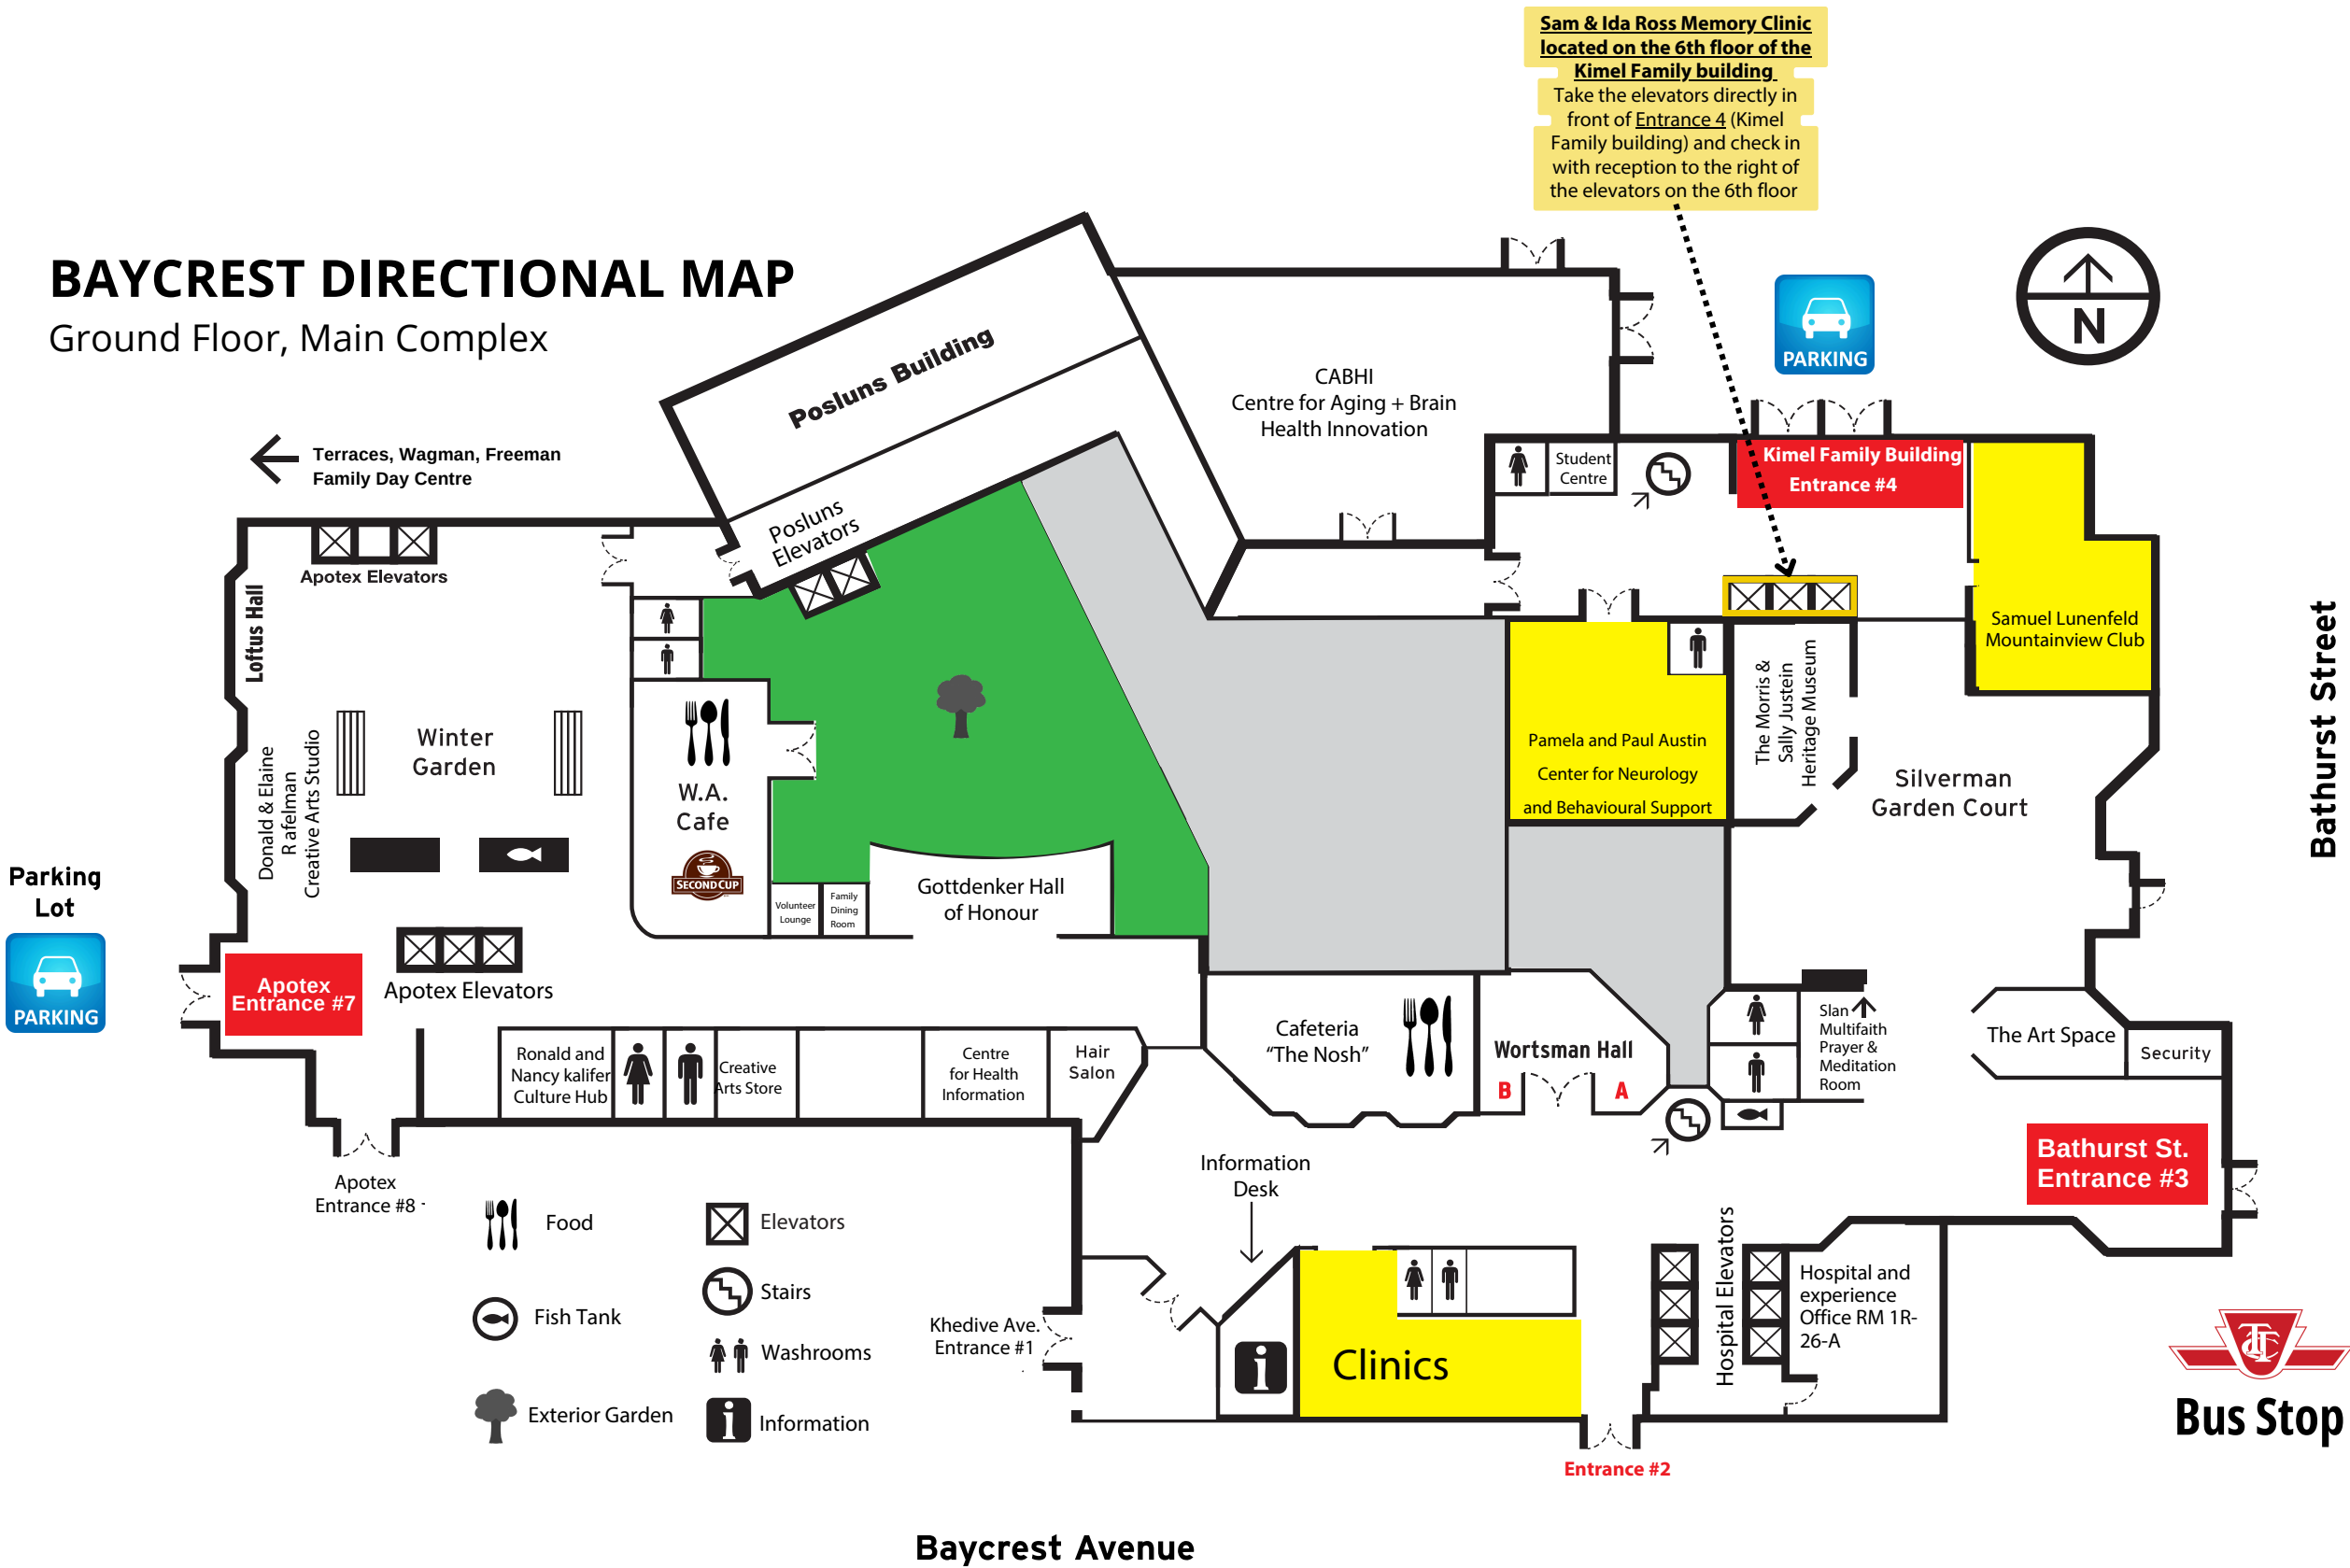 Sam & Ida Ross Memory Clinic
located on the 6th floor of the
Kimel Family building
Take the elevators directly in
front of Entrance 4 (Kimel
Family building) and check in
with reception to the right of
the elevators on the 6th floor
BAYCREST DIRECTIONAL MAP
Ground Floor, Main Complex
N
PARKING
Posluns Building
CABHI
Centre for Aging + Brain
Health Innovation
Terraces, Wagman, Freeman
Family Day Centre
Student
Centre
Kimel Family Building
Entrance #4
Posluns
Elevators
Apotex Elevators
Loftus Hall
Samuel Lunenfeld
Mountainview Club
Bathurst Street
The Morris &
Sally Justein
Heritage Museum
Winter
Garden
Donald & Elaine
R afelman
Creative Arts Studio
W.A.
Cafe
SECOND CUP
Pamela and Paul Austin
Center for Neurology
and Behavioural Support
Silverman
Garden Court
Parking
Lot
PARKING
Volunteer
Lounge
Family
Dining
Room
Gottdenker Hall
of Honour
Apotex
Entrance #7
Apotex Elevators
Ronald and
Nancy kalifer
Culture Hub
Creative
Arts Store
Centre
for Health
Information
Hair
Salon
Cafeteria
“The Nosh”
Wortsman Hall
B
A
Slan
Multifaith
Prayer &
Meditation
Room
The Art Space
Security
Bathurst St.
Entrance #3
Apotex
Entrance #8 -
Information
Desk
Food
Elevators
Fish Tank
Stairs
Washrooms
Exterior Garden
Information
Khedive Ave.
Entrance #1
i
Clinics
Hospital Elevators
Hospital and
experience
Office RM 1R-
26-A
TTC
Bus Stop
Entrance #2
Baycrest Avenue